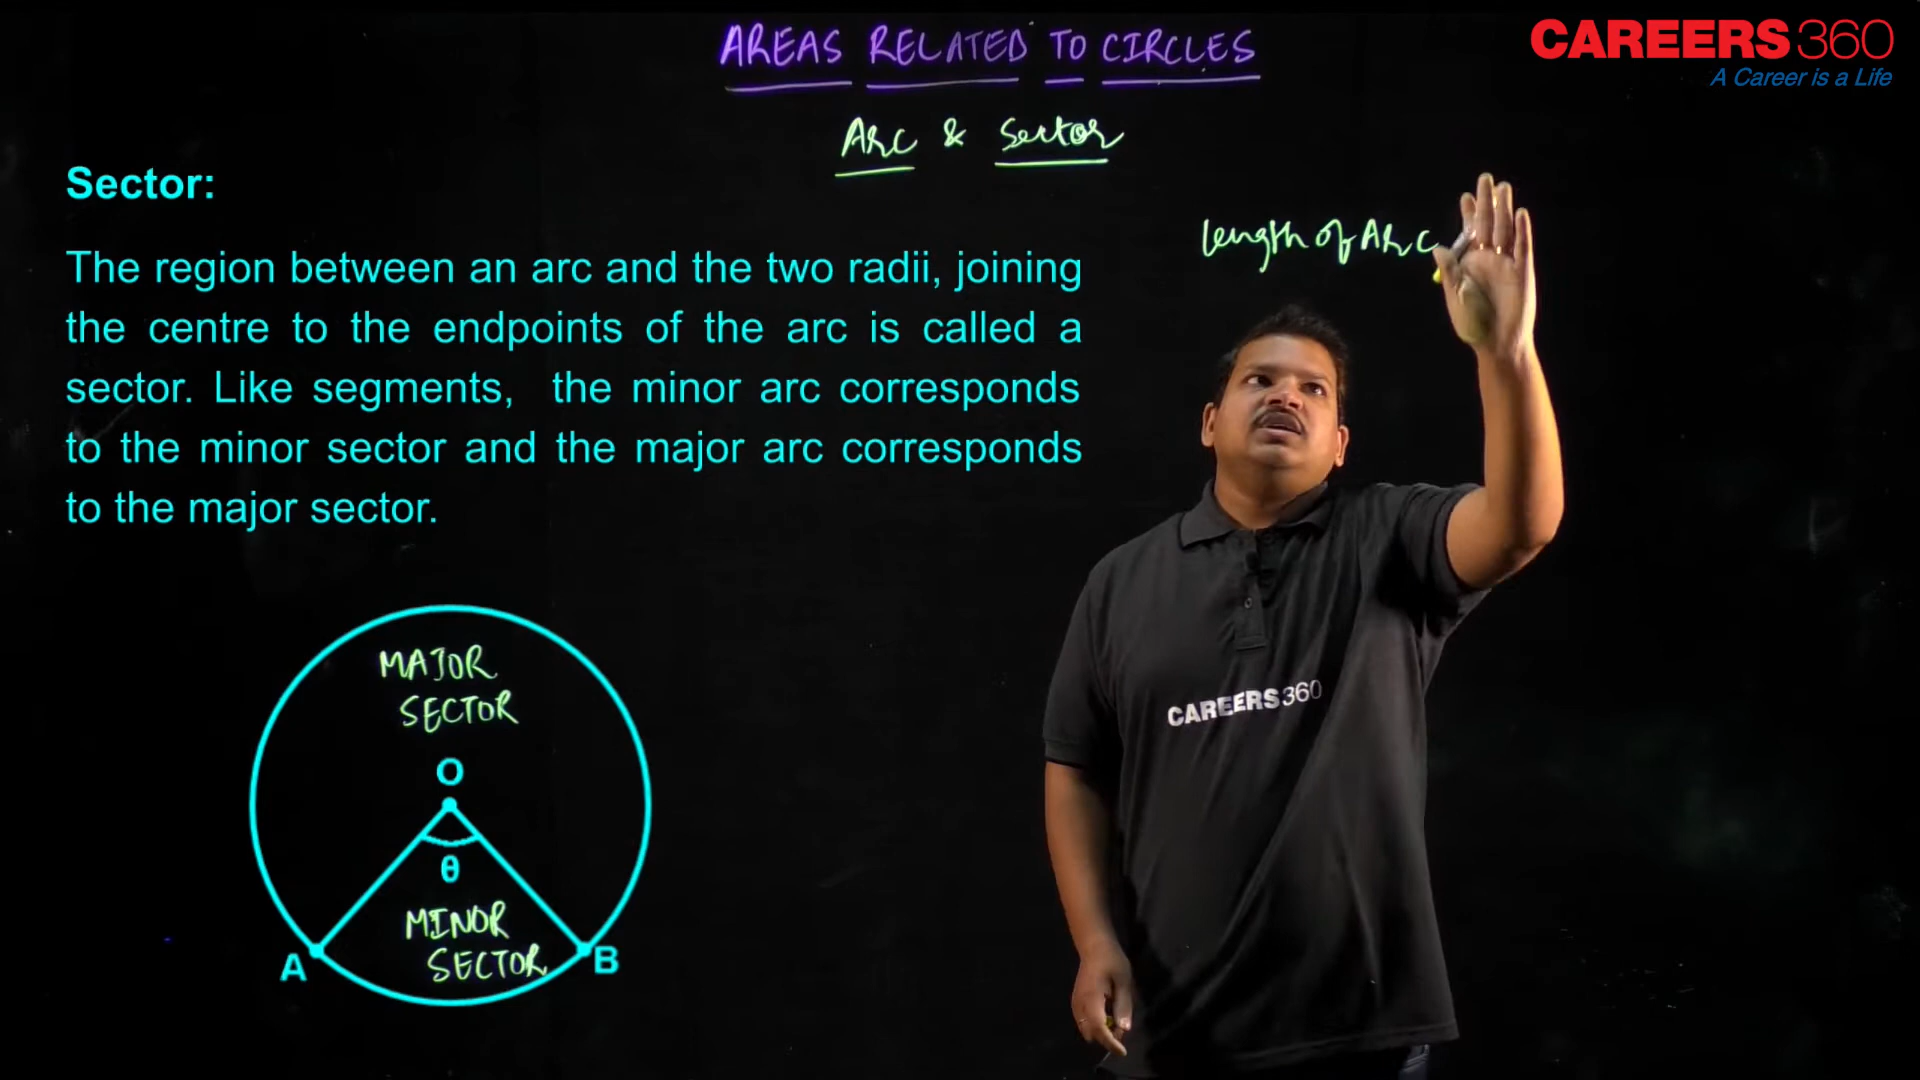 AREAS RELATED TO CIRCLES
CAREERS360
A Career is a Life
Arc & Sector
Sector:
The region between an arc and the two radii, joining
the centre to the endpoints of the arc is called a
sector. Like segments, the minor arc corresponds
to the minor sector and the major arc corresponds
to the major sector.
Length of Arc
MAJOR
SECTOR
O
θ
MINOR
SECTOR
A
B
CAREERS360